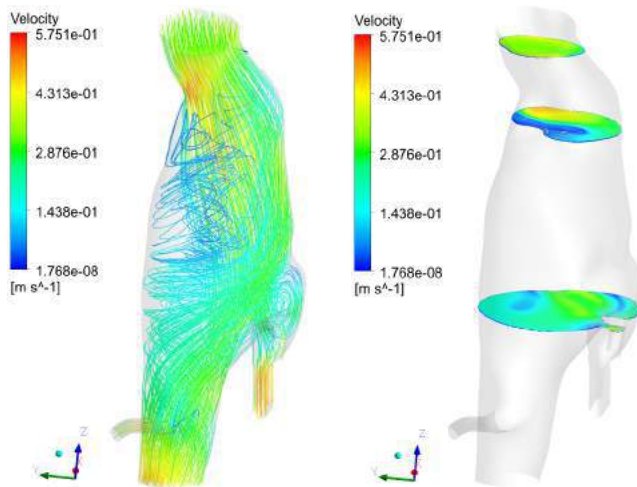 Velocity
5.751e-01
4.313e-01
2.876e-01
1.438e-01
1.768e-08
[m s^-1]
Z
Y
Velocity
5.751e-01
4.313e-01
2.876e-01
1.438e-01
1.768e-08
[m s^-1]
Z
Y